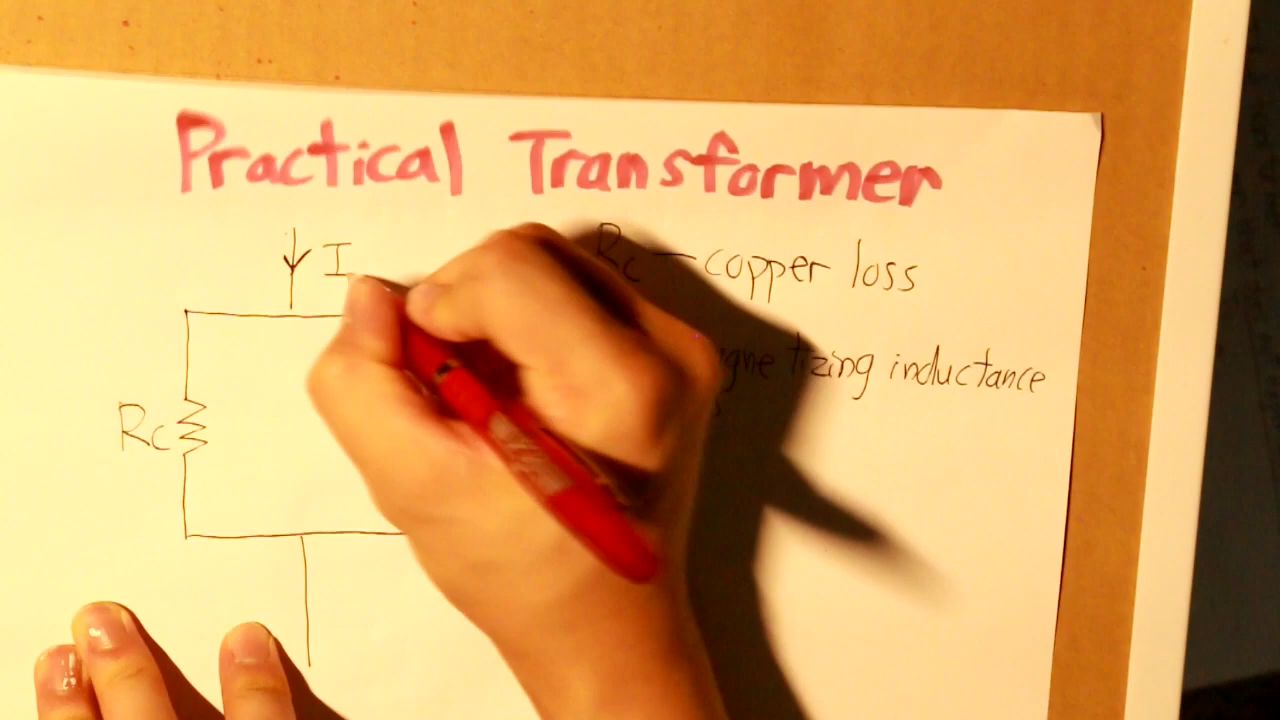 Practical Transformer
I
Rc – copper loss
tizing inductance
Rc